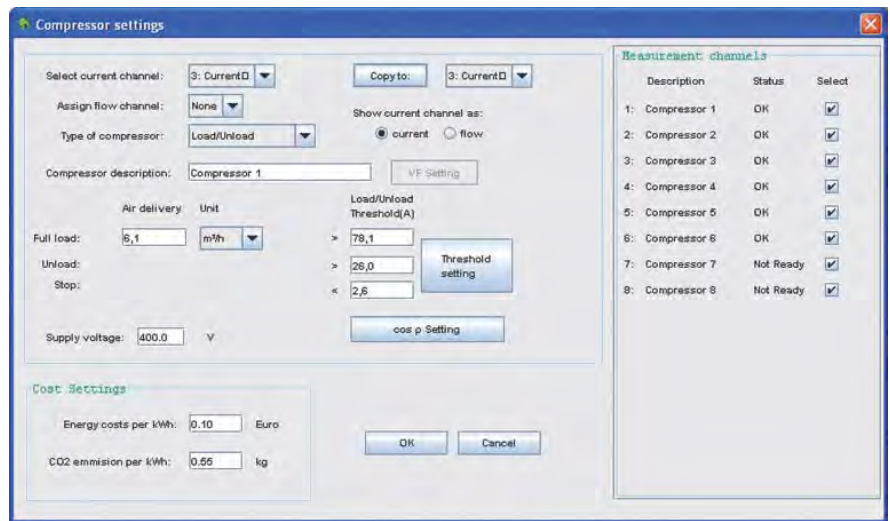 Compressor settings
Select current channel: 3: Current□ Copy to: 3: Current□
Assign flow channel: None
Show current channel as:
Type of compressor: Load/Unload current flow
Compressor description: Compressor 1 VF Setting
Air delivery Unit Load/Unload Threshold(A)
Full load: 6,1 m³/h > 78,1
Unload: > 26,0 Threshold setting
Stop: < 2,6
Supply voltage: 400.0 V cos ρ Setting
Cost Settings
Energy costs per kWh: 0.10 Euro
CO2 emmision per kWh: 0.55 kg
OK Cancel
Measurement channels
Description Status Select
1: Compressor 1 OK
2: Compressor 2 OK
3: Compressor 3 OK
4: Compressor 4 OK
5: Compressor 5 OK
6: Compressor 6 OK
7: Compressor 7 Not Ready
8: Compressor 8 Not Ready